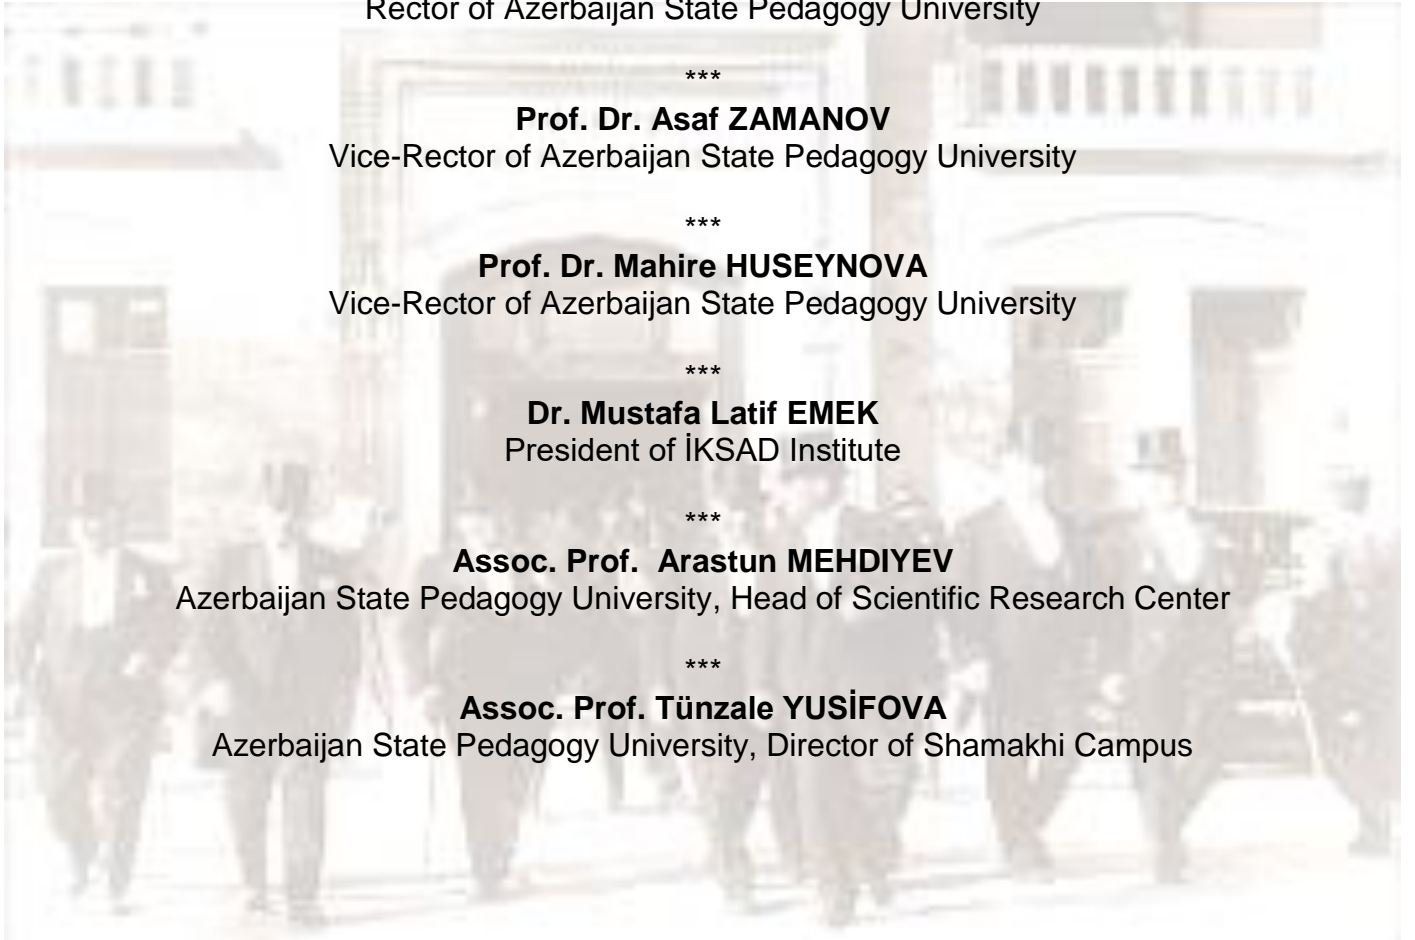 Rector of Azerbaijan State Pedagogy University
***
Prof. Dr. Asaf ZAMANOV
Vice-Rector of Azerbaijan State Pedagogy University
***
Prof. Dr. Mahire HUSEYNOVA
Vice-Rector of Azerbaijan State Pedagogy University
***
Dr. Mustafa Latif EMEK
President of İKSAD Institute
***
Assoc. Prof.  Arastun MEHDIYEV
Azerbaijan State Pedagogy University, Head of Scientific Research Center
***
Assoc. Prof. Tünzale YUSİFOVA
Azerbaijan State Pedagogy University, Director of Shamakhi Campus